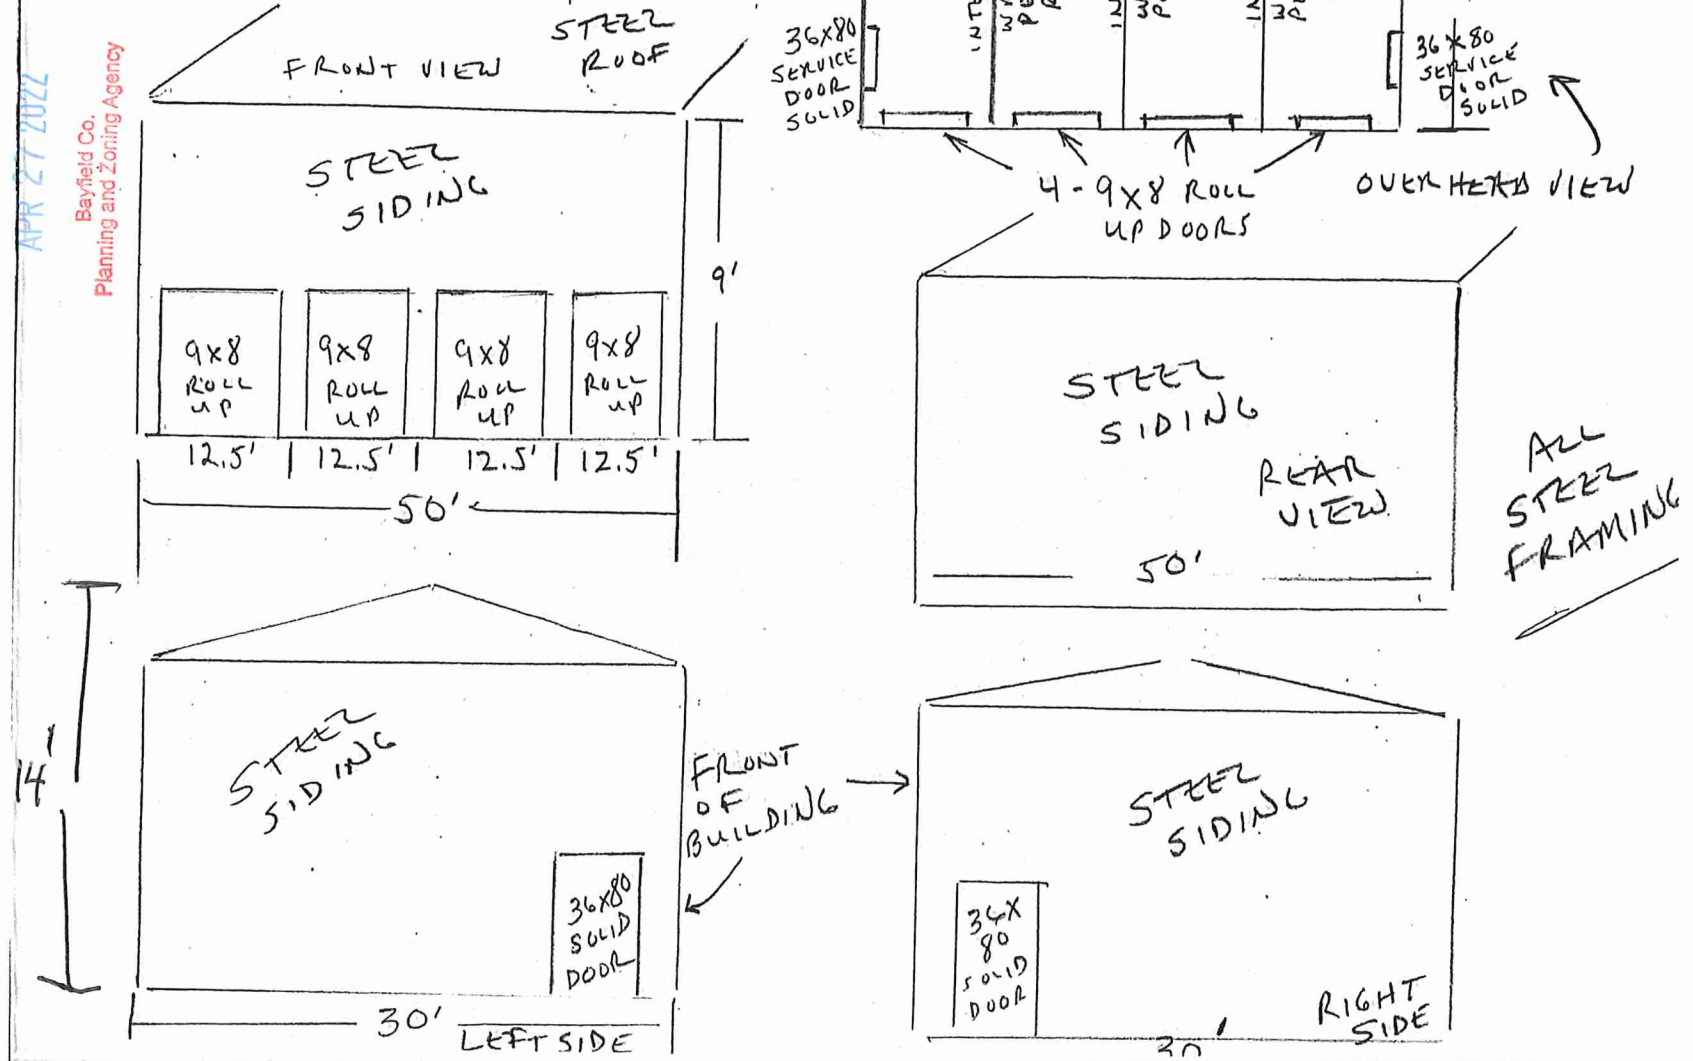 APR 27 2022
Bayfield Co.
Planning and Zoning Agency
FRONT VIEW
STEEL
ROOF
STEEL
SIDING
9'
9x8
ROLL
UP
9x8
ROLL
UP
9x8
ROLL
UP
9x8
ROLL
UP
12.5' | 12.5' | 12.5' | 12.5'
50'
36X80
SERVICE
DOOR
SOLID
36X80
SERVICE
DOOR
SOLID
4-9x8 ROLL
UP DOORS
OVERHEAD VIEW
STEEL
SIDING
REAR
VIEW
50'
ALL
STEEL
FRAMING
14'
STEEL
SIDING
36X80
SOLID
DOOR
30'
LEFT SIDE
FRONT
OF
BUILDING
STEEL
SIDING
36X
80
SOLID
DOOR
RIGHT
SIDE
30'